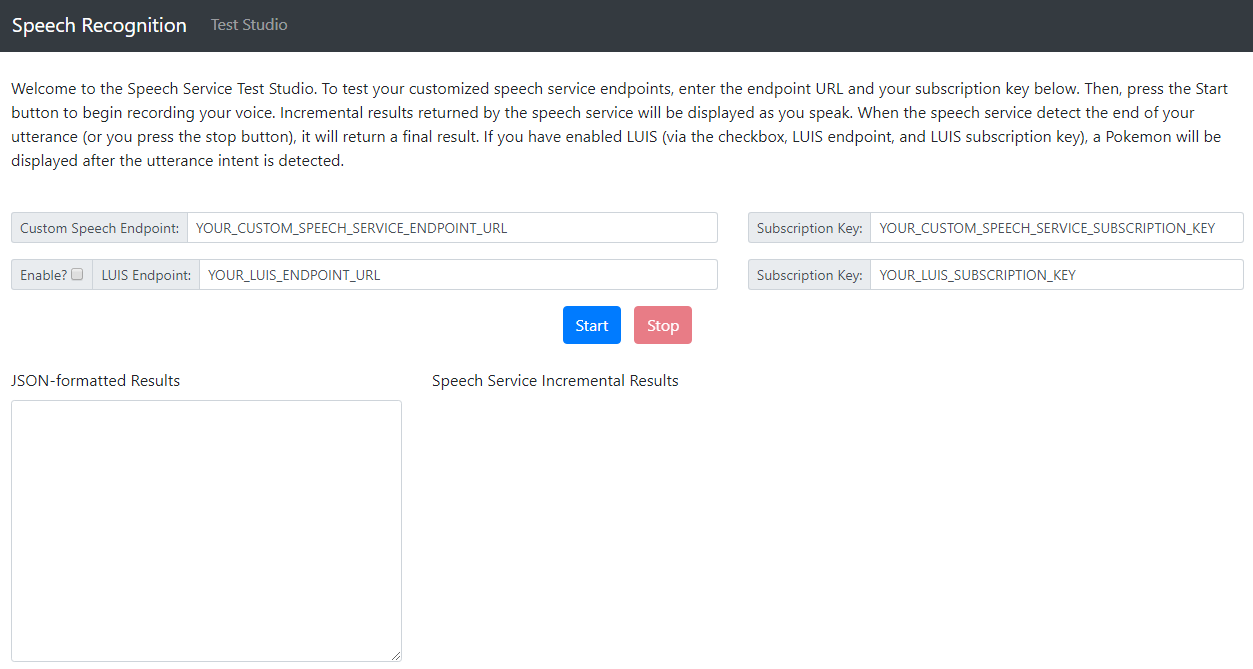 Speech Recognition Test Studio
Welcome to the Speech Service Test Studio. To test your customized speech service endpoints, enter the endpoint URL and your subscription key below. Then, press the Start
button to begin recording your voice. Incremental results returned by the speech service will be displayed as you speak. When the speech service detect the end of your
utterance (or you press the stop button), it will return a final result. If you have enabled LUIS (via the checkbox, LUIS endpoint, and LUIS subscription key), a Pokemon will be
displayed after the utterance intent is detected.
Custom Speech Endpoint: YOUR_CUSTOM_SPEECH_SERVICE_ENDPOINT_URL Subscription Key: YOUR_CUSTOM_SPEECH_SERVICE_SUBSCRIPTION_KEY
Enable? LUIS Endpoint: YOUR_LUIS_ENDPOINT_URL Subscription Key: YOUR_LUIS_SUBSCRIPTION_KEY
Start Stop
JSON-formatted Results Speech Service Incremental Results